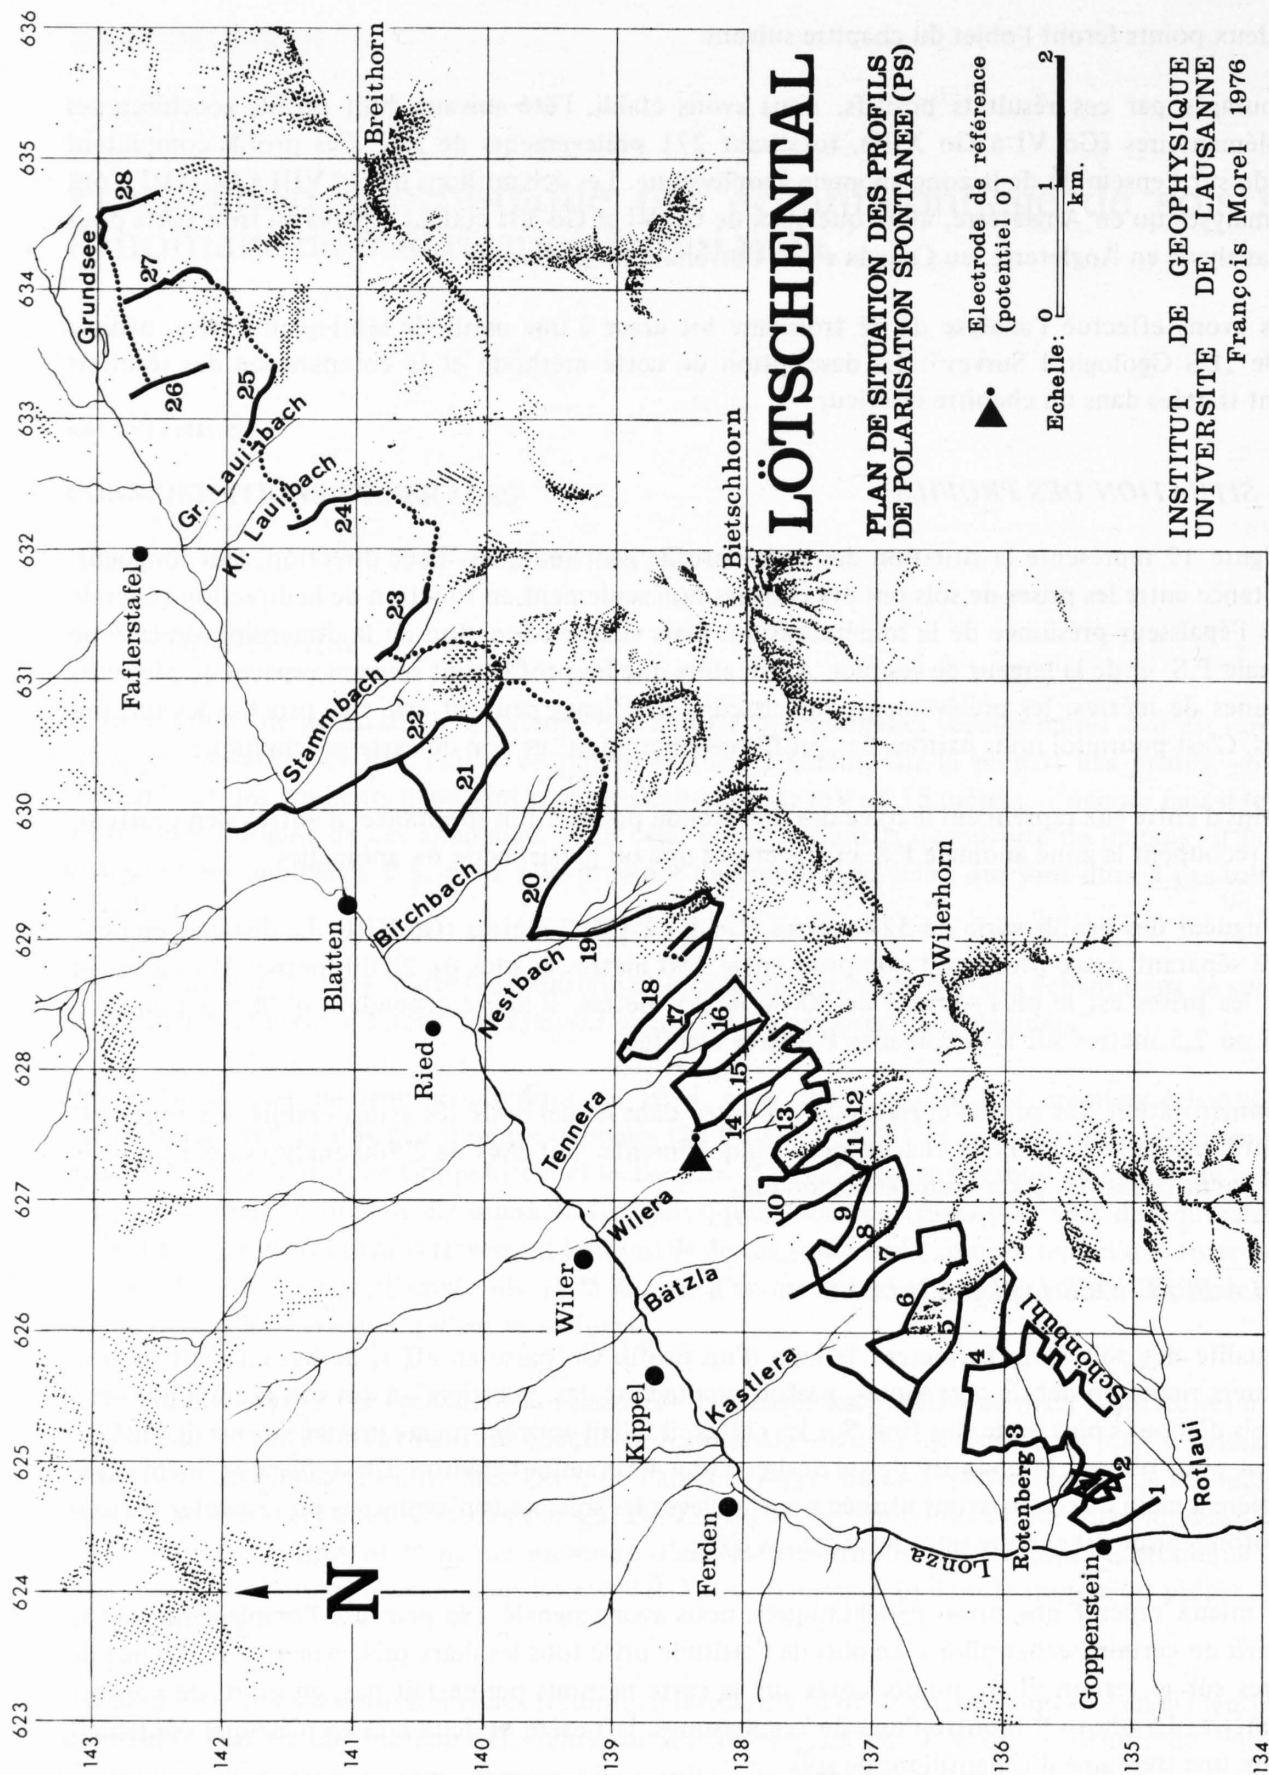 LÖTSCHENTAL
PLAN DE SITUATION DES PROFILS
DE POLARISATION SPONTANEE (PS)
Electrode de référence
(potentiel O)
Echelle: 0 1 2
km
INSTITUT DE GEOPHYSIQUE
UNIVERSITE DE LAUSANNE
François Morel 1976
N
623 624 625 626 627 628 629 630 631 632 633 634 635 636
143
142
141
140
139
138
137
136
135
134
Grundsee
28
27
26
25
Breithorn
Gr. Lauibach
Kl. Lauibach
24
Faflerstafel
23
Stammbach
22
21
Bietschhorn
Blatten
Birchbach
20
19
Ried
Nestbach
18
17
16
15
14
13
12
11
10
9
8
7
6
5
4
3
2
1
Wilerhorn
Tennera
Wilera
Wiler
Bätzla
Kippel
Kastlera
Schönbühl
Ferden
Rotenberg
Lonza
Rotlaui
Goppenstein